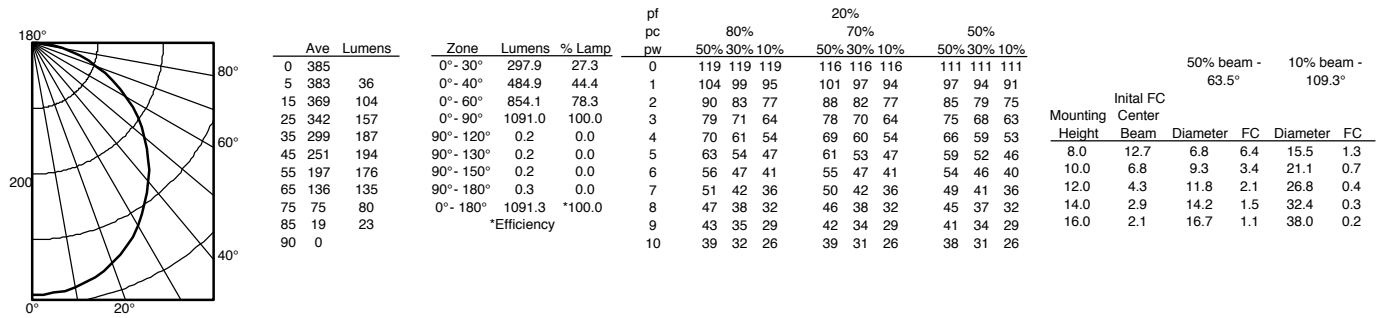 180°
80°
60°
200
40°
0° 20°
Ave Lumens
0 385
5 383 36
15 369 104
25 342 157
35 299 187
45 251 194
55 197 176
65 136 135
75 75 80
85 19 23
90 0
Zone Lumens % Lamp
0°- 30° 297.9 27.3
0°- 40° 484.9 44.4
0°- 60° 854.1 78.3
0°- 90° 1091.0 100.0
90°- 120° 0.2 0.0
90°- 130° 0.2 0.0
90°- 150° 0.2 0.0
90°- 180° 0.3 0.0
0°- 180° 1091.3 *100.0
*Efficiency
pf 20%
pc 80% 70% 50%
pw 50% 30% 10% 50% 30% 10% 50% 30% 10%
0 119 119 119 116 116 116 111 111 111
1 104 99 95 101 97 94 97 94 91
2 90 83 77 88 82 77 85 79 75
3 79 71 64 78 70 64 75 68 63
4 70 61 54 69 60 54 66 59 53
5 63 54 47 61 53 47 59 52 46
6 56 47 41 55 47 41 54 46 40
7 51 42 36 50 42 36 49 41 36
8 47 38 32 46 38 32 45 37 32
9 43 35 29 42 34 29 41 34 29
10 39 32 26 39 31 26 38 31 26
50% beam - 10% beam -
63.5° 109.3°
Inital FC
Mounting Center
Height Beam Diameter FC Diameter FC
8.0 12.7 6.8 6.4 15.5 1.3
10.0 6.8 9.3 3.4 21.1 0.7
12.0 4.3 11.8 2.1 26.8 0.4
14.0 2.9 14.2 1.5 32.4 0.3
16.0 2.1 16.7 1.1 38.0 0.2